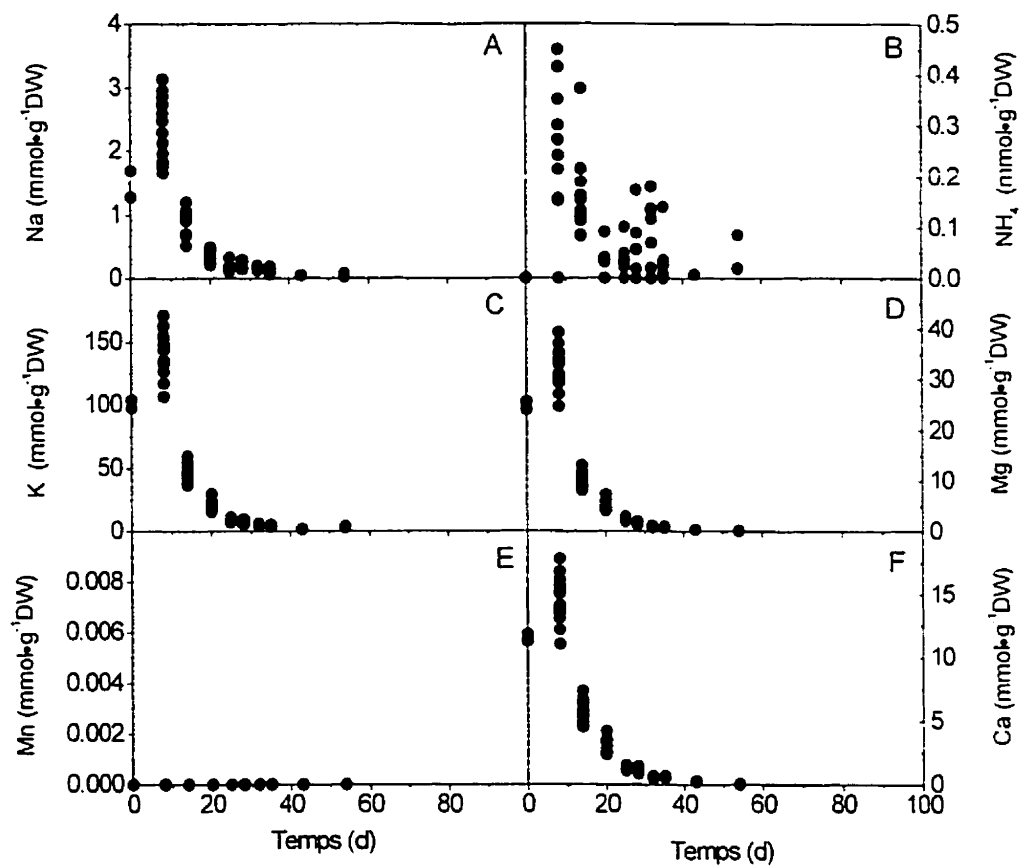 A
Na (mmol•g⁻¹DW)
4
3
2
1
0
B
0.5
0.4
0.3
0.2
0.1
0.0
NH₄ (mmol•g⁻¹DW)
C
K (mmol•g⁻¹DW)
150
100
50
0
D
40
30
20
10
0
Mg (mmol•g⁻¹DW)
E
Mn (mmol•g⁻¹DW)
0.008
0.006
0.004
0.002
0.000
F
15
10
5
0
Ca (mmol•g⁻¹DW)
0 20 40 60 80 0 20 40 60 80 100
Temps (d) Temps (d)